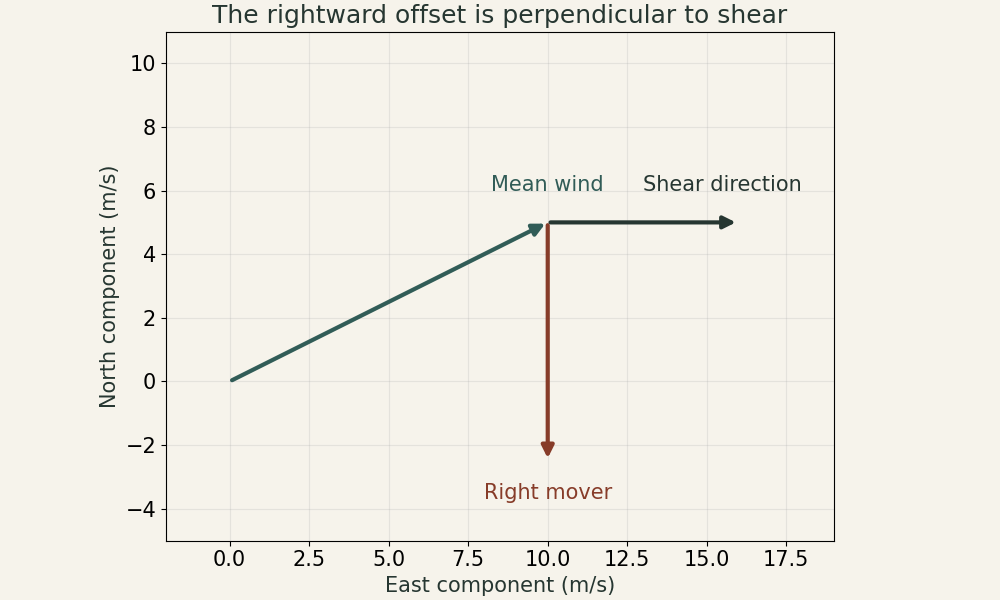 The rightward offset is perpendicular to shear
10
8
6
4
2
0
−2
−4
North component (m/s)
Mean wind
Shear direction
Right mover
0.0 2.5 5.0 7.5 10.0 12.5 15.0 17.5
East component (m/s)